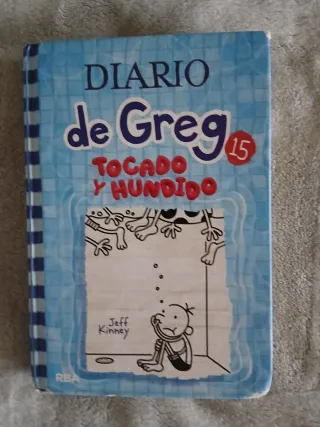 DIARIO
de Greg
15
TOCADO
Y HUNDIDO
Jeff
Kinney
RBA